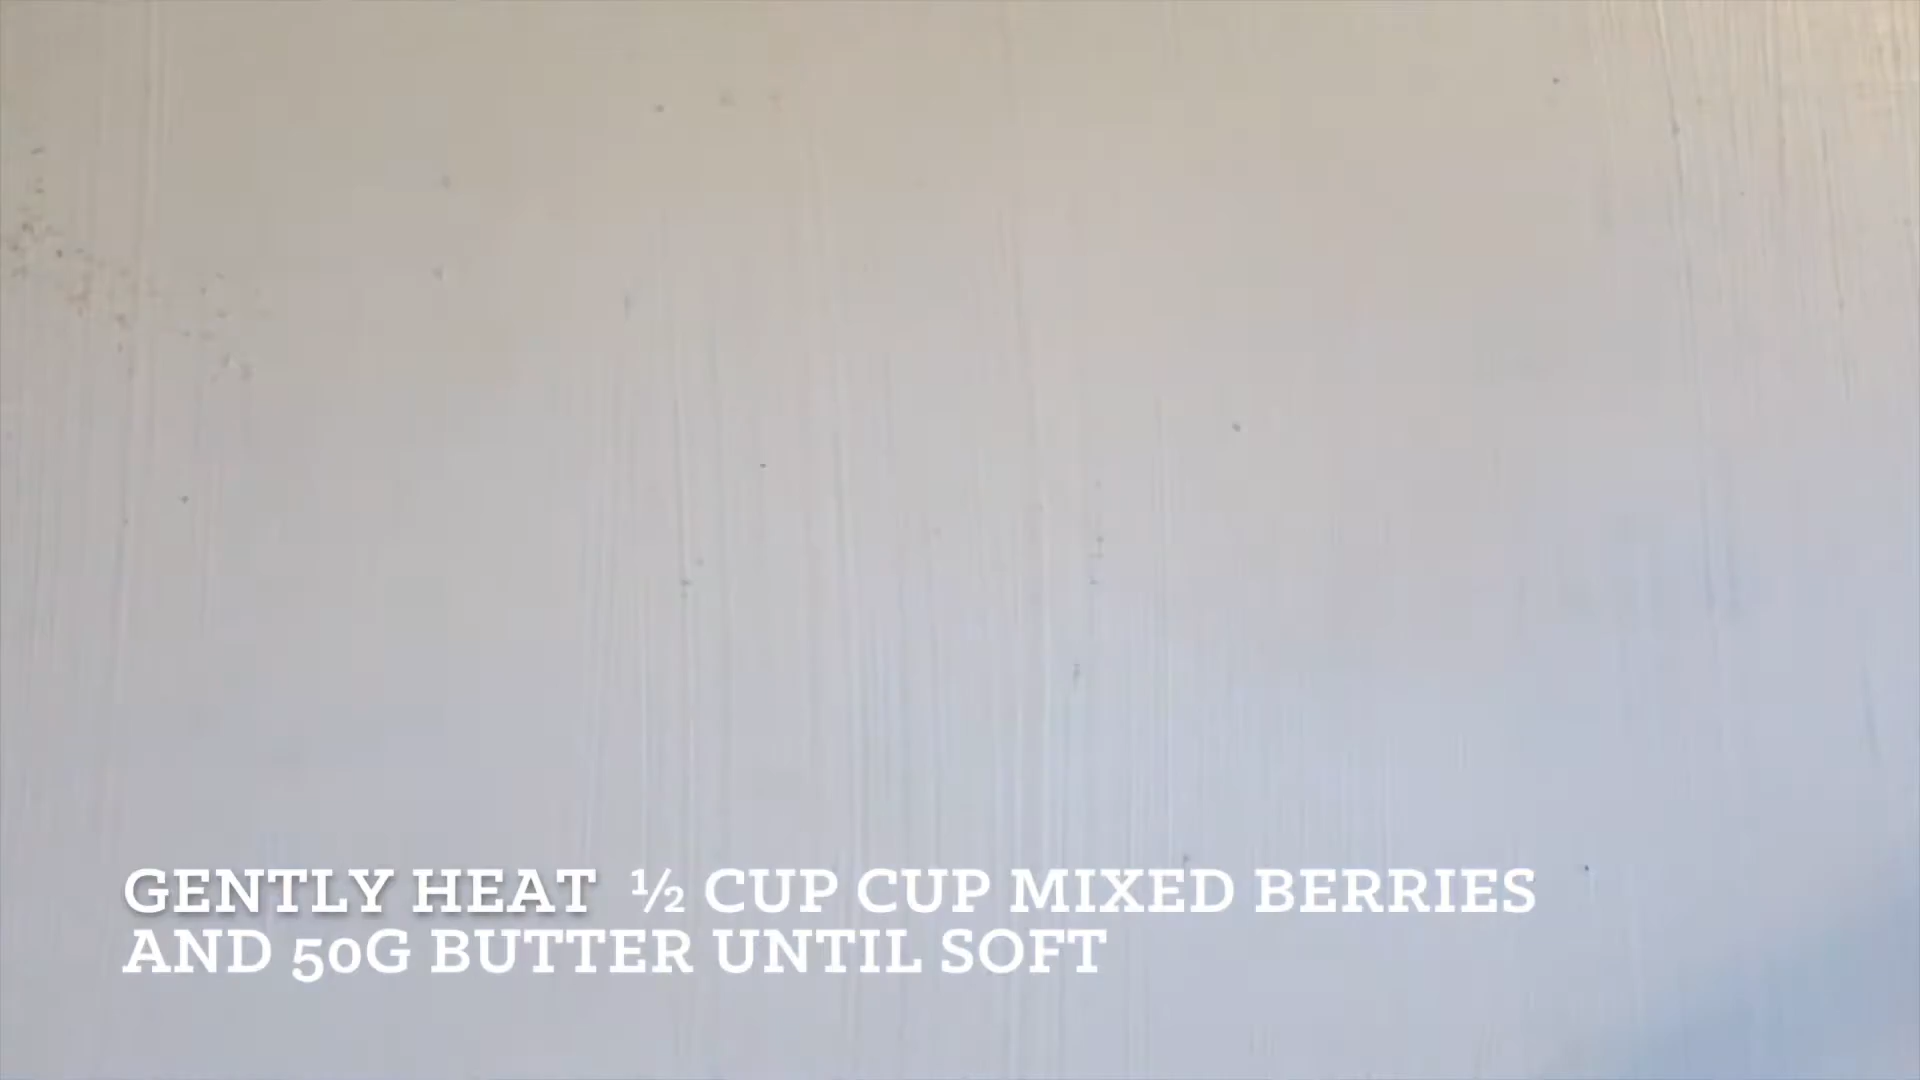 GENTLY HEAT ½ CUP CUP MIXED BERRIES
AND 50G BUTTER UNTIL SOFT